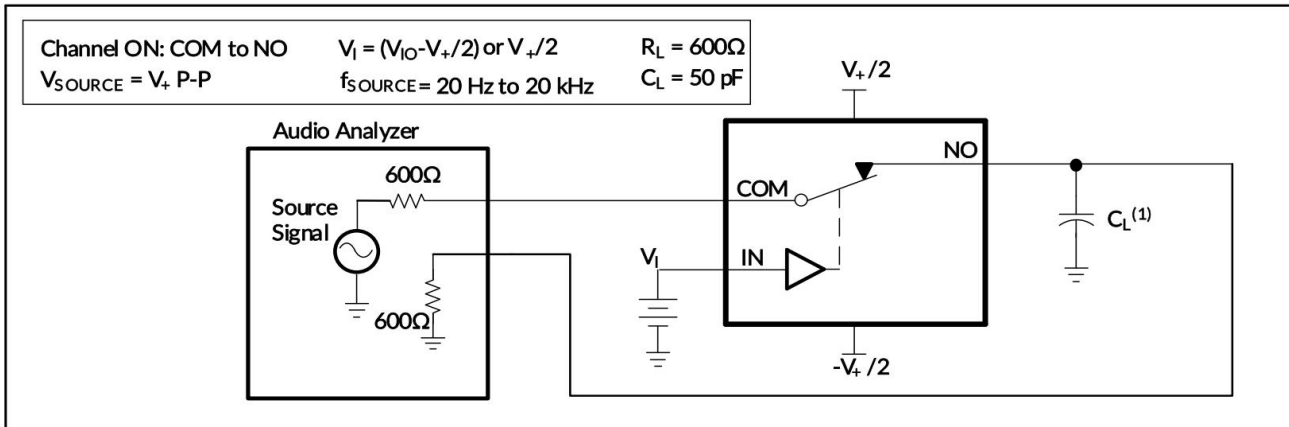 Channel ON: COM to NO V_I = (V_IO-V_+/2) or V_+/2 R_L = 600Ω
V_SOURCE = V_+ P-P f_SOURCE = 20 Hz to 20 kHz C_L = 50 pF
V_+/2
Audio Analyzer
NO
600Ω
COM
Source
Signal
C_L^(1)
V_I
IN
600Ω
-V_+/2